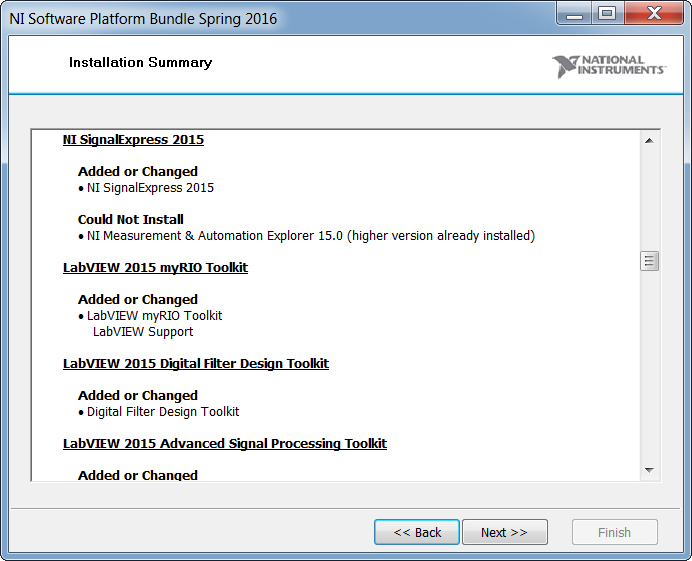 NI Software Platform Bundle Spring 2016
Installation Summary
NATIONAL
INSTRUMENTS™
NI SignalExpress 2015
Added or Changed
• NI SignalExpress 2015
Could Not Install
• NI Measurement & Automation Explorer 15.0 (higher version already installed)
LabVIEW 2015 myRIO Toolkit
Added or Changed
• LabVIEW myRIO Toolkit
LabVIEW Support
LabVIEW 2015 Digital Filter Design Toolkit
Added or Changed
• Digital Filter Design Toolkit
LabVIEW 2015 Advanced Signal Processing Toolkit
Added or Changed
<< Back
Next >>
Finish